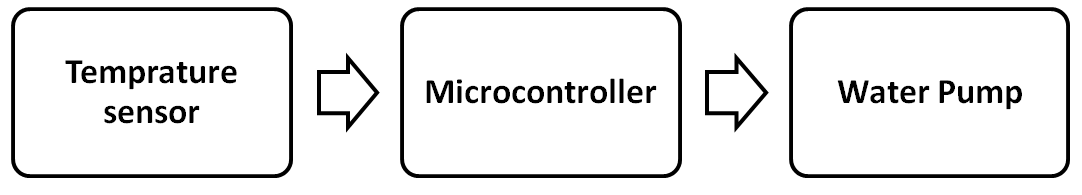 Temprature
sensor
Microcontroller
Water Pump